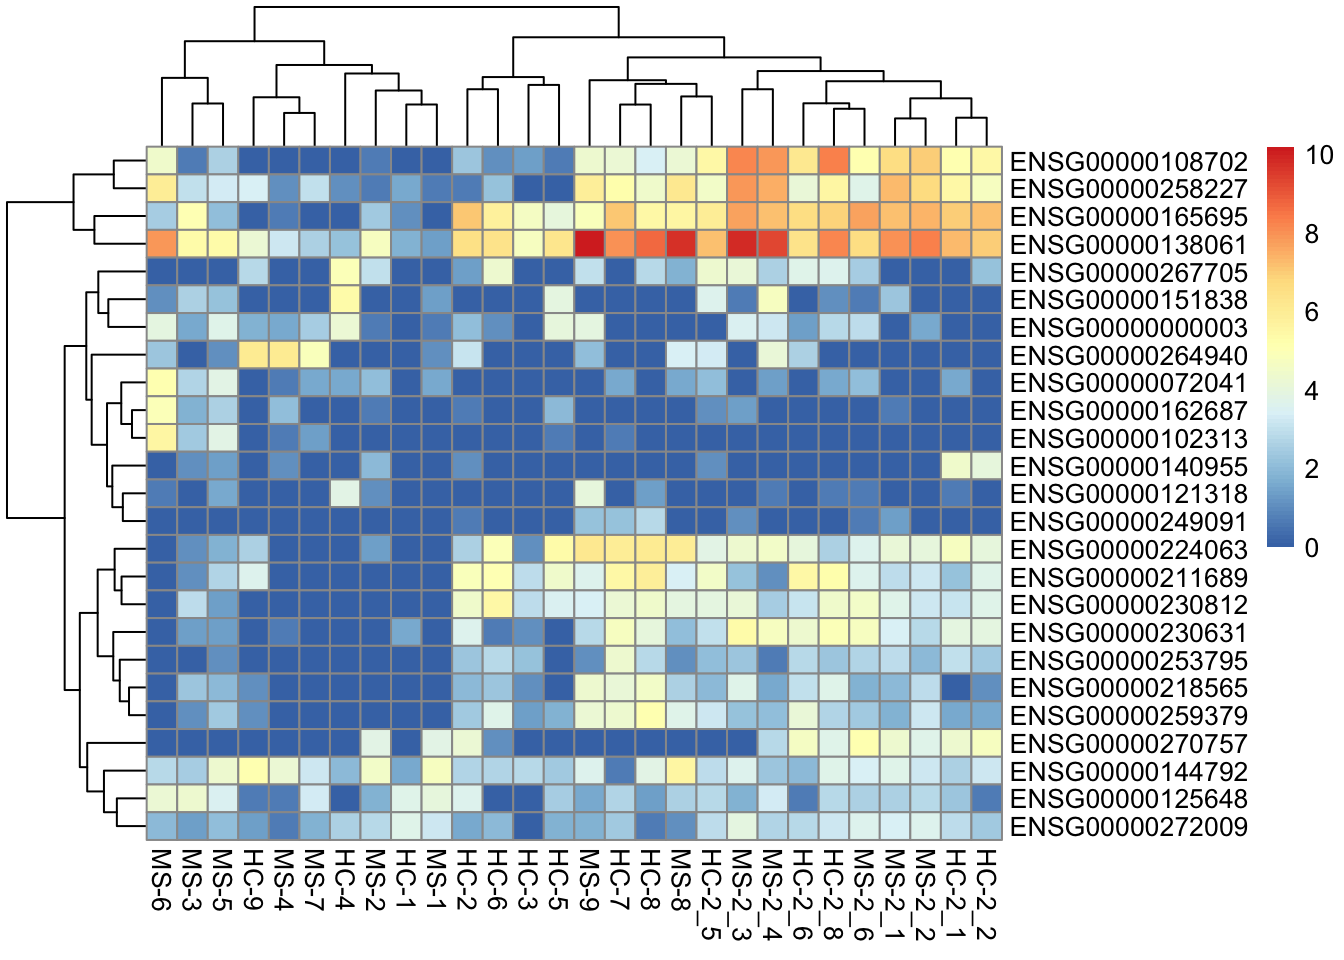 ENSG00000108702
ENSG00000258227
ENSG00000165695
ENSG00000138061
ENSG00000267705
ENSG00000151838
ENSG00000000003
ENSG00000264940
ENSG00000072041
ENSG00000162687
ENSG00000102313
ENSG00000140955
ENSG00000121318
ENSG00000249091
ENSG00000224063
ENSG00000211689
ENSG00000230812
ENSG00000230631
ENSG00000253795
ENSG00000218565
ENSG00000259379
ENSG00000270757
ENSG00000144792
ENSG00000125648
ENSG00000272009
10
8
6
4
2
0
MS-6
MS-3
MS-5
HC-9
MS-4
MS-7
HC-4
MS-2
HC-1
MS-1
HC-2
HC-6
HC-3
HC-5
MS-9
HC-7
HC-8
MS-8
HC-2_5
MS-2_3
MS-2_4
HC-2_6
HC-2_8
MS-2_6
MS-2_1
MS-2_2
HC-2_1
HC-2_2